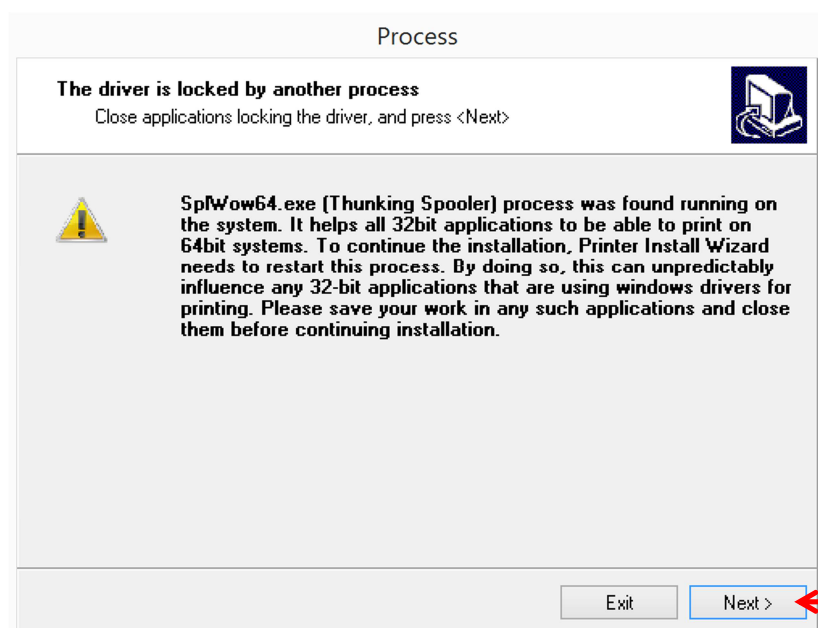 Process
The driver is locked by another process
Close applications locking the driver, and press <Next>
SplWow64.exe (Thunking Spooler) process was found running on
the system. It helps all 32bit applications to be able to print on
64bit systems. To continue the installation, Printer Install Wizard
needs to restart this process. By doing so, this can unpredictably
influence any 32-bit applications that are using windows drivers for
printing. Please save your work in any such applications and close
them before continuing installation.
Exit
Next >